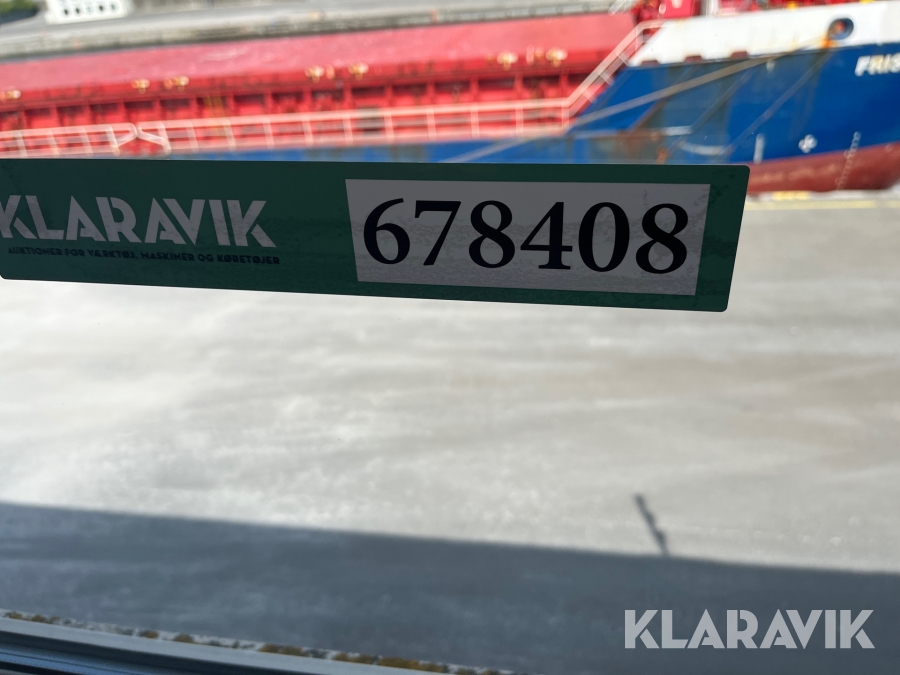 FRIS
KLARAVIK
AUKTIONER FOR VÆRKTØJ, MASKINER OG KØRETØJER
678408
KLARAVIK